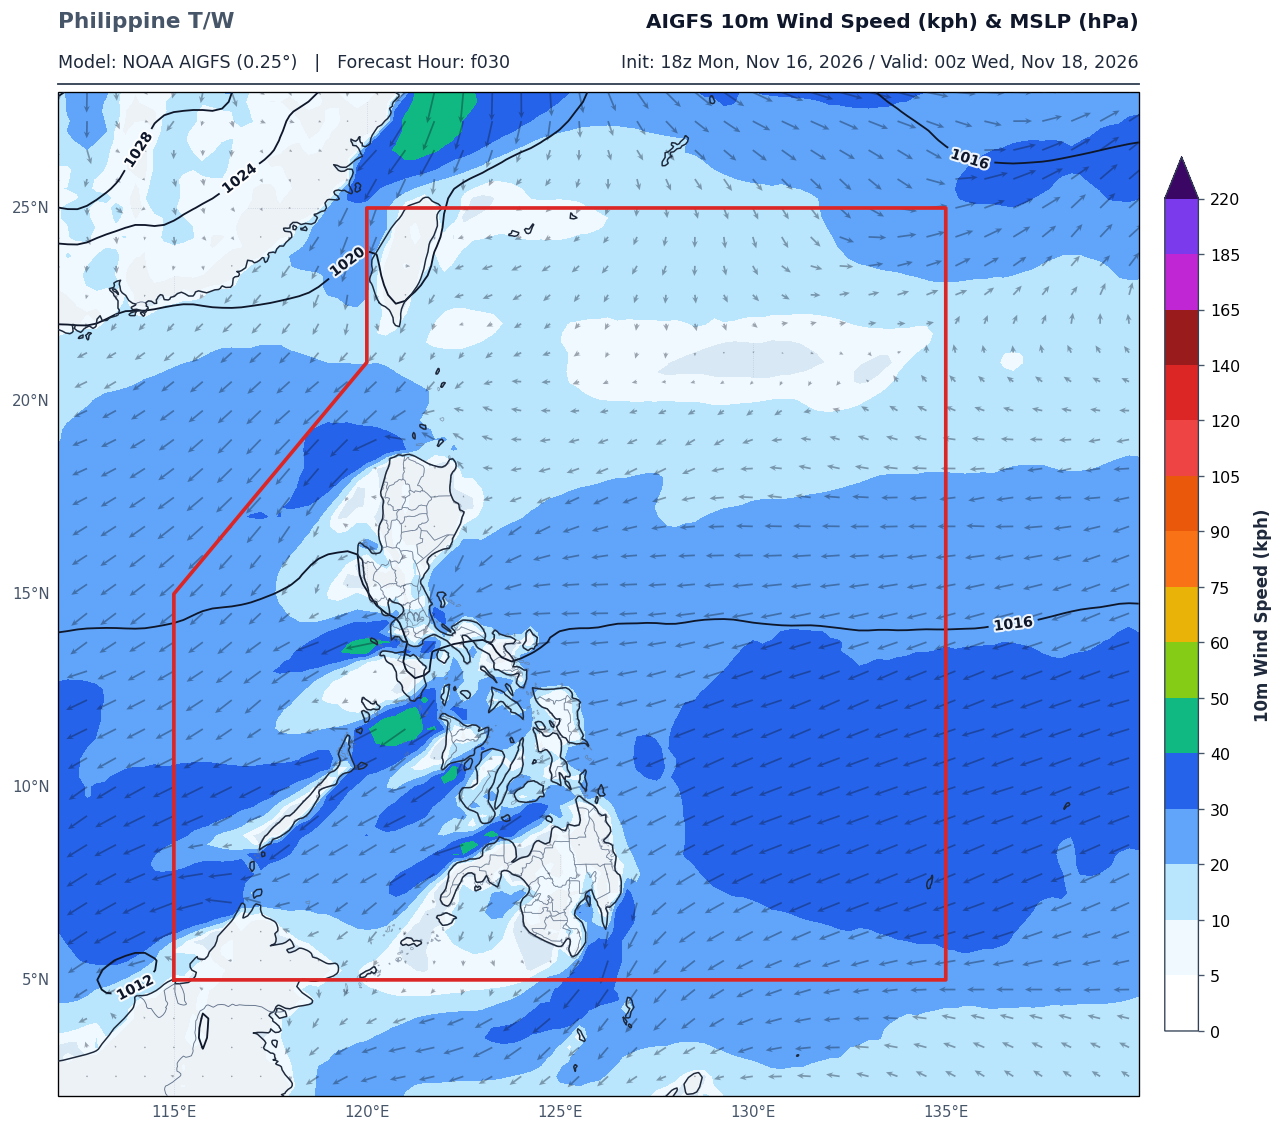 Philippine T/W
AIGFS 10m Wind Speed (kph) & MSLP (hPa)
Model: NOAA AIGFS (0.25°) | Forecast Hour: f030
Init: 18z Mon, Nov 16, 2026 / Valid: 00z Wed, Nov 18, 2026
1028
1024
1020
1016
1016
1012
25°N
20°N
15°N
10°N
5°N
115°E
120°E
125°E
130°E
135°E
220
185
165
140
120
105
90
75
60
50
40
30
20
10
5
0
10m Wind Speed (kph)